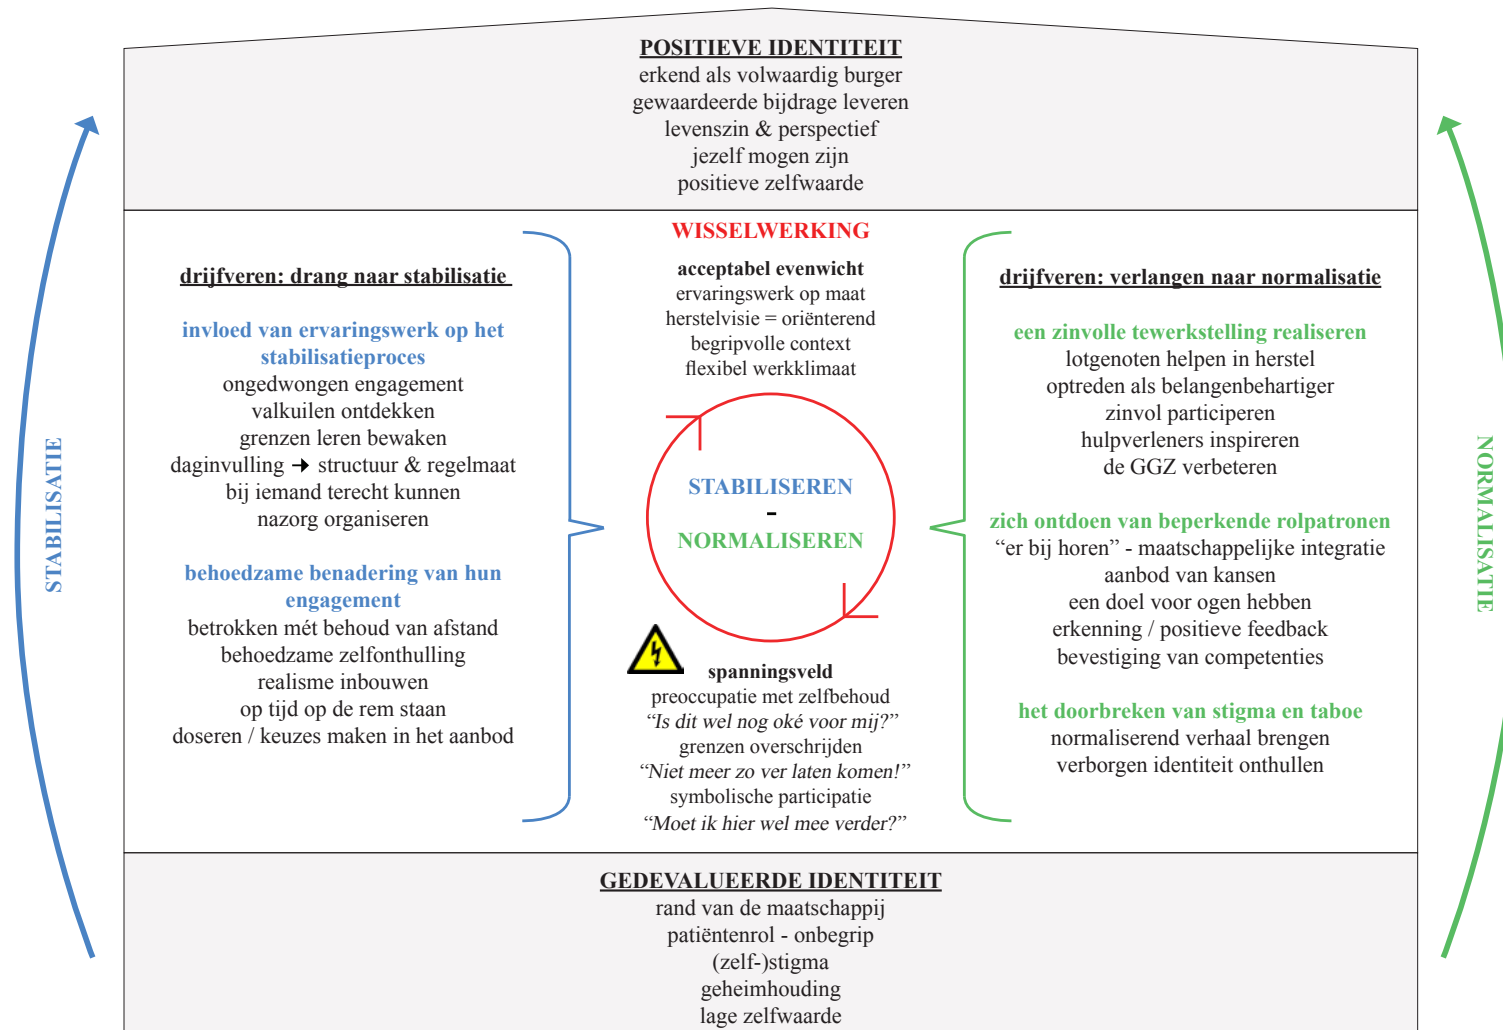 POSITIEVE IDENTITEIT
erkend als volwaardig burger
gewaardeerde bijdrage leveren
levenszin & perspectief
jezelf mogen zijn
positieve zelfwaarde
STABILISATIE
drijfveren: drang naar stabilisatie
invloed van ervaringswerk op het
stabilisatieproces
ongedwongen engagement
valkuilen ontdekken
grenzen leren bewaken
daginvulling → structuur & regelmaat
bij iemand terecht kunnen
nazorg organiseren
behoedzame benadering van hun
engagement
betrokken mét behoud van afstand
behoedzame zelfonthulling
realisme inbouwen
op tijd op de rem staan
doseren / keuzes maken in het aanbod
WISSELWERKING
acceptabel evenwicht
ervaringswerk op maat
herstelvisie = oriënterend
begripvolle context
flexibel werkklimaat
STABILISEREN
-
NORMALISEREN
spanningsveld
preoccupatie met zelfbehoud
“Is dit wel nog oké voor mij?”
grenzen overschrijden
“Niet meer zo ver laten komen!”
symbolische participatie
“Moet ik hier wel mee verder?”
drijfveren: verlangen naar normalisatie
een zinvolle tewerkstelling realiseren
lotgenoten helpen in herstel
optreden als belangenbehartiger
zinvol participeren
hulpverleners inspireren
de GGZ verbeteren
zich ontdoen van beperkende rolpatronen
“er bij horen” - maatschappelijke integratie
aanbod van kansen
een doel voor ogen hebben
erkenning / positieve feedback
bevestiging van competenties
het doorbreken van stigma en taboe
normaliserend verhaal brengen
verborgen identiteit onthullen
NORMALISATIE
GEDEVALUEERDE IDENTITEIT
rand van de maatschappij
patiëntenrol - onbegrip
(zelf-)stigma
geheimhouding
lage zelfwaarde